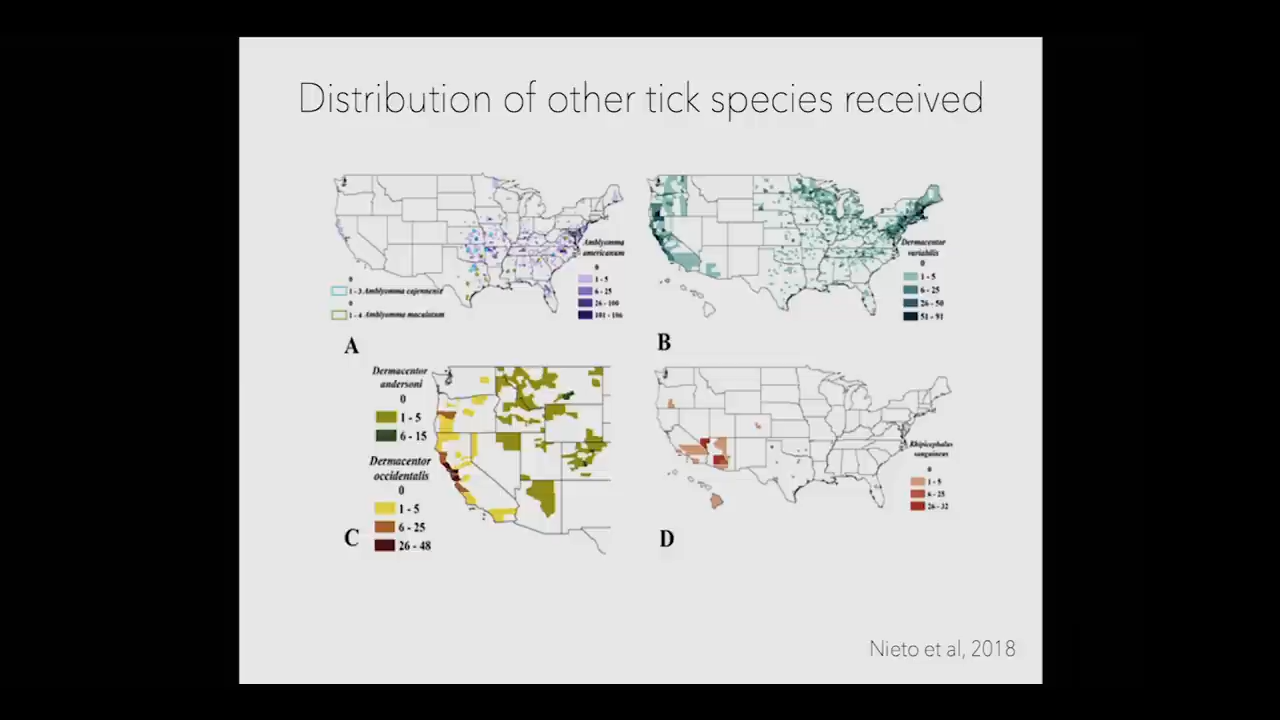 Distribution of other tick species received
Amblyomma
americanum
0
1 - 5
6 - 25
26 - 100
101 - 106
0
1 - 3 Amblyomma cajennense
0
1 - 4 Amblyomma maculatum
A
Dermacentor
variabilis
0
1 - 5
6 - 25
26 - 50
51 - 91
B
Dermacentor
andersoni
0
1 - 5
6 - 15
Dermacentor
occidentalis
0
1 - 5
6 - 25
26 - 48
C
Rhipicephalus
sanguineus
0
1 - 5
6 - 25
26 - 32
D
Nieto et al, 2018